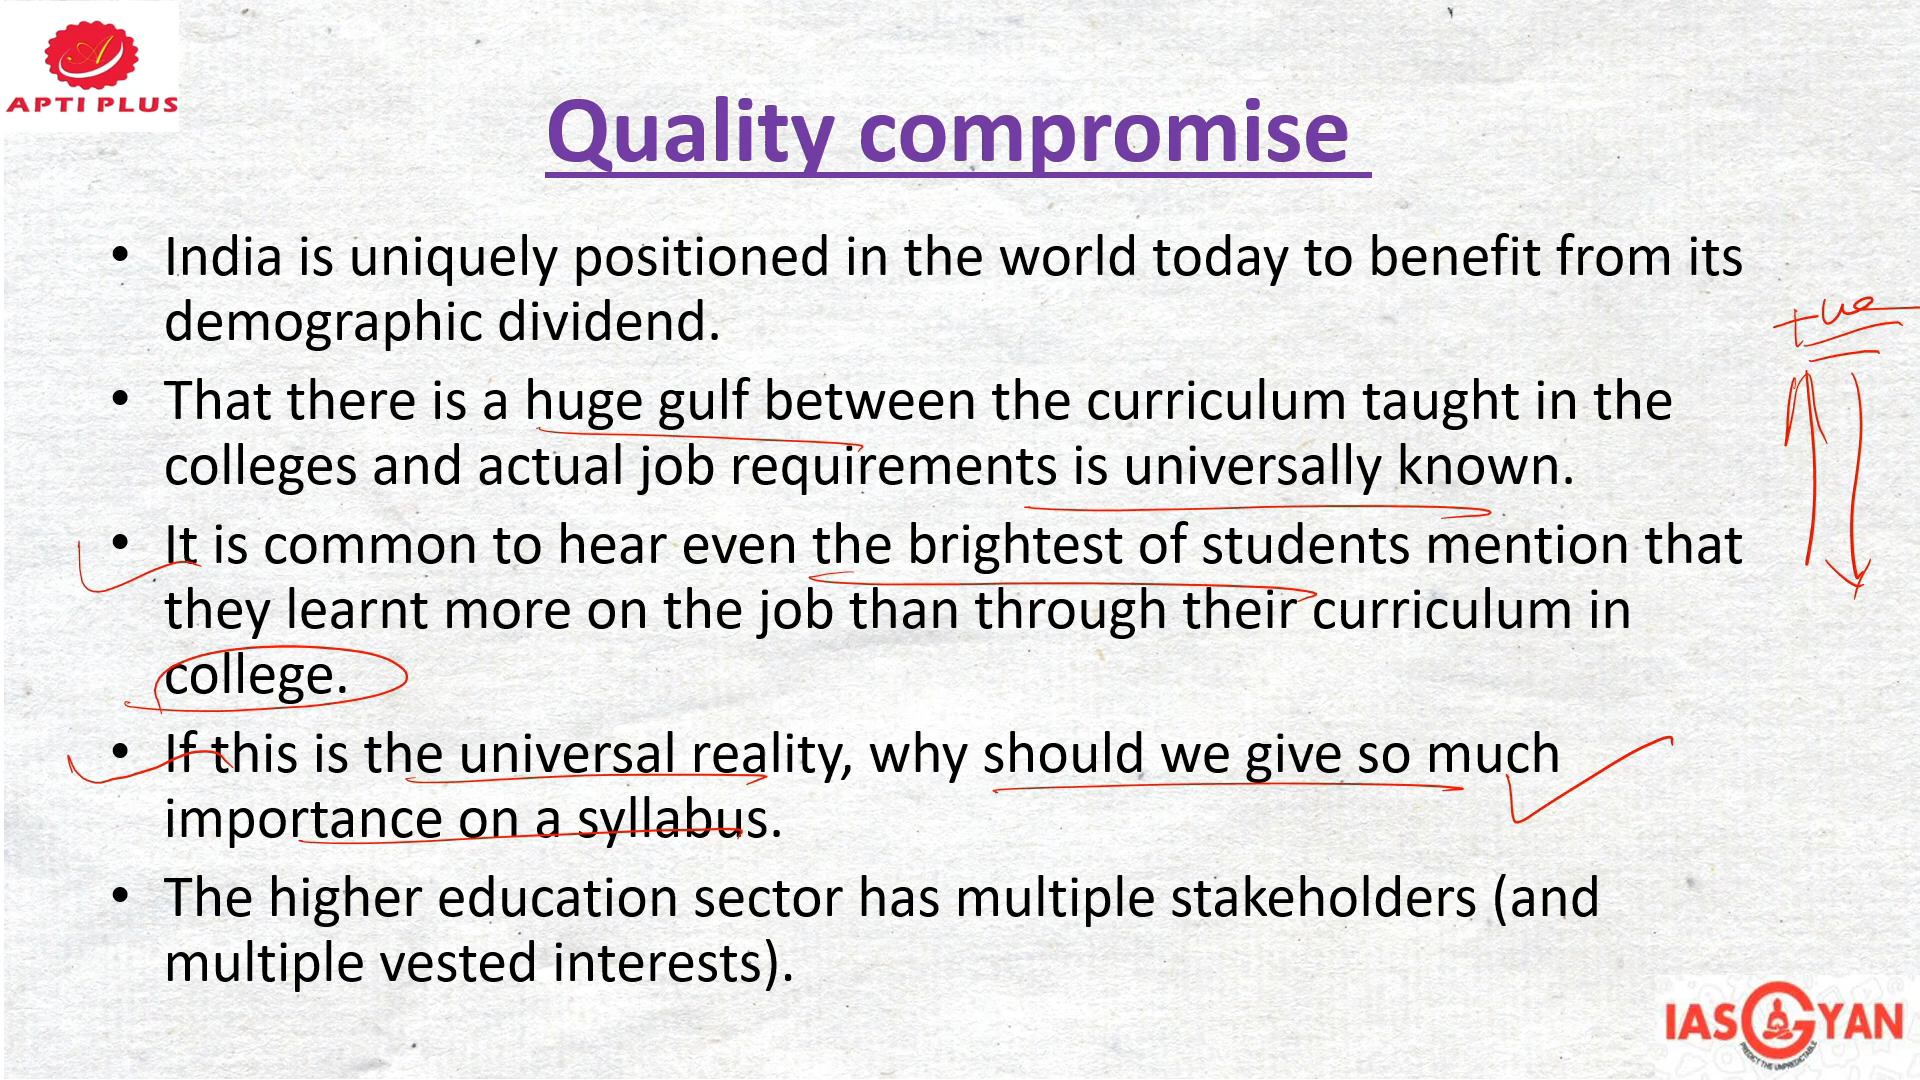 APTI PLUS
Quality compromise
• India is uniquely positioned in the world today to benefit from its
demographic dividend.
• That there is a huge gulf between the curriculum taught in the
colleges and actual job requirements is universally known.
• It is common to hear even the brightest of students mention that
they learnt more on the job than through their curriculum in
college.
• If this is the universal reality, why should we give so much
importance on a syllabus.
• The higher education sector has multiple stakeholders (and
multiple vested interests).
+ve
IASGYAN
PREDICT THE UNPREDICTABLE